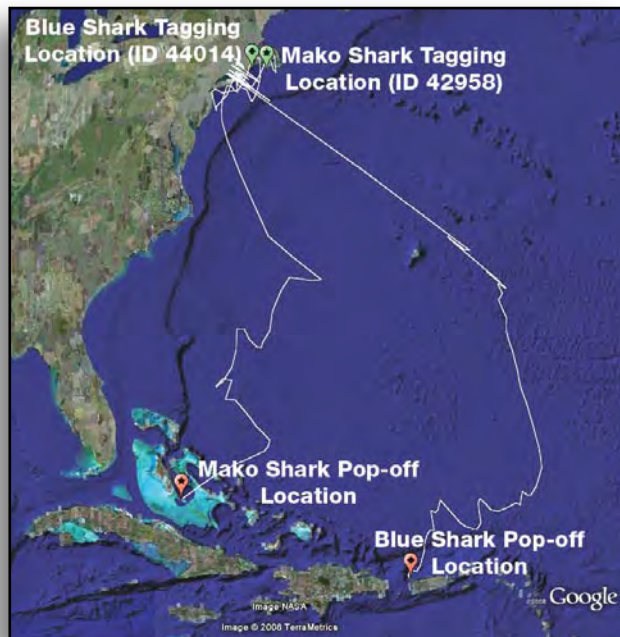 Blue Shark Tagging
Location (ID 44014)
Mako Shark Tagging
Location (ID 42958)
Mako Shark Pop-off
Location
Blue Shark Pop-off
Location
Image NASA
Image © 2008 TerraMetrics
©2008 Google